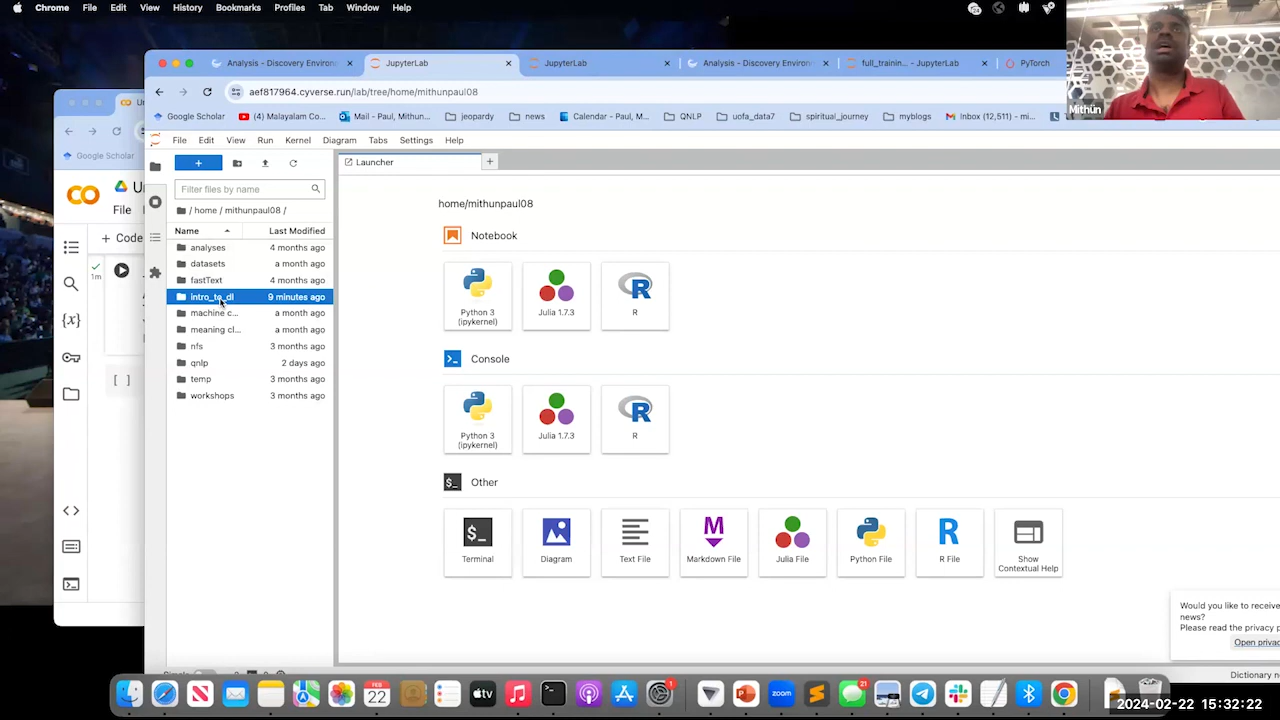 Chrome File Edit View History Bookmarks Profiles Tab Window Help
Analysis - Discovery Environ
JupyterLab
JupyterLab
Analysis - Discovery Environ
full_trainin... - JupyterLab
PyTorch
aef817964.cyverse.run/lab/tree/home/mithunpaul08
Google Scholar
(4) Malayalam Co...
Mail - Paul, Mithun...
Calendar - Paul, M...
jeopardy
news
QNLP
uofa_data7
spiritual_journey
myblogs
Inbox (12,511) - mi...
Mithun
Google Scholar
File
+ Code
1m
[ ]
{x}
File Edit View Run Kernel Diagram Tabs Settings Help
Filter files by name
/ home / mithunpaul08 /
Name Last Modified
analyses 4 months ago
datasets a month ago
fastText 4 months ago
intro_to_dl 9 minutes ago
machine c... a month ago
meaning cl... a month ago
nfs 3 months ago
qnlp 2 days ago
temp 3 months ago
workshops 3 months ago
Launcher
home/mithunpaul08
Notebook
Python 3
(ipykernel)
Julia 1.7.3
R
Console
Python 3
(ipykernel)
Julia 1.7.3
R
Other
Terminal
Diagram
Text File
Markdown File
Julia File
Python File
R File
Show
Contextual Help
Would you like to receive
news?
Please read the privacy p
Open privac
Dictionary n
FEB
22
tv
zoom
21
1
2024-02-22 15:32:22